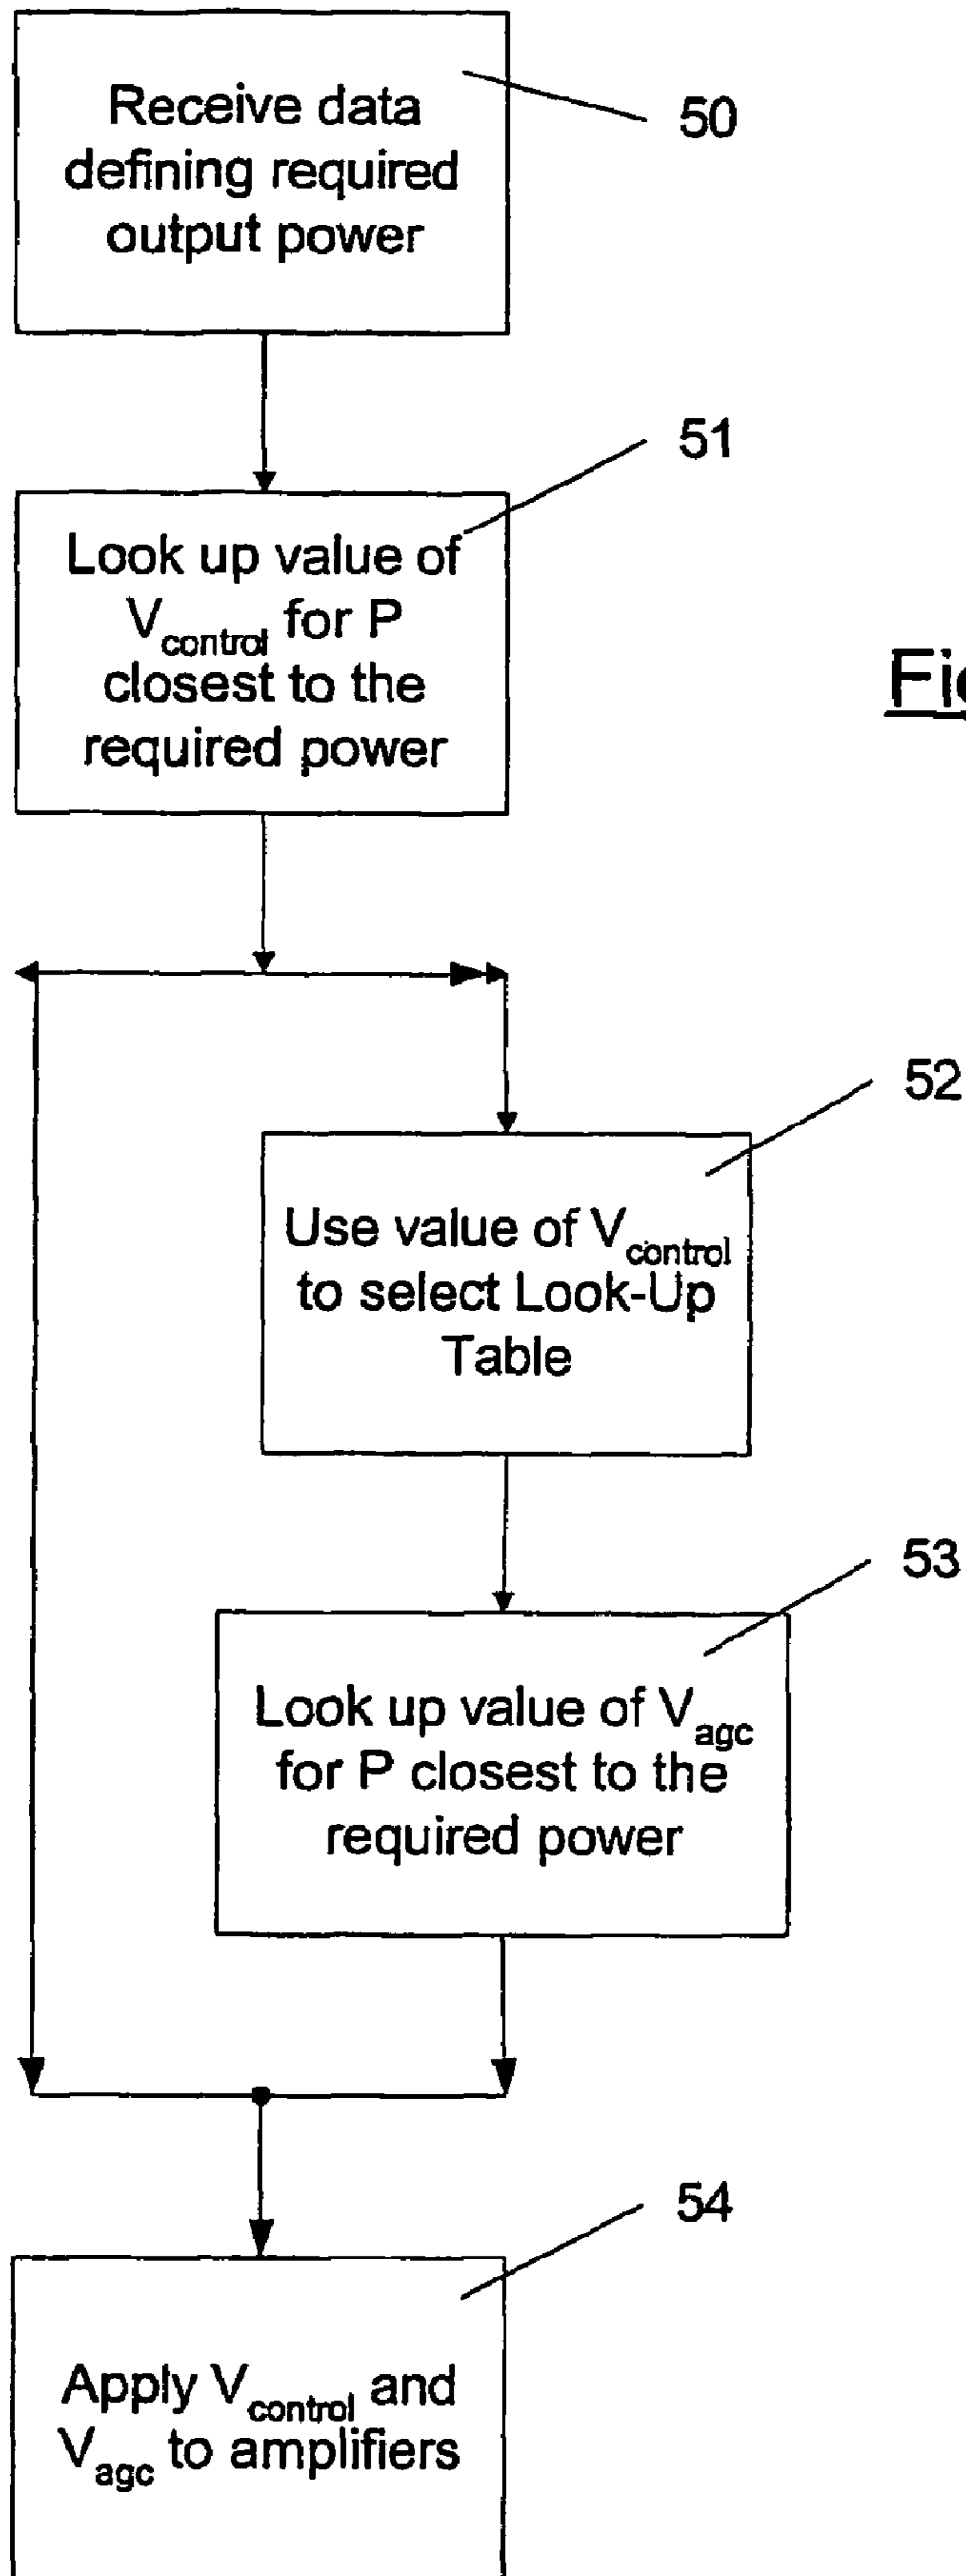 Receive data
defining required
output power
50
51
Look up value of
Vcontrol for P
closest to the
required power
52
Use value of Vcontrol
to select Look-Up
Table
53
Look up value of Vagc
for P closest to the
required power
54
Apply Vcontrol and
Vagc to amplifiers